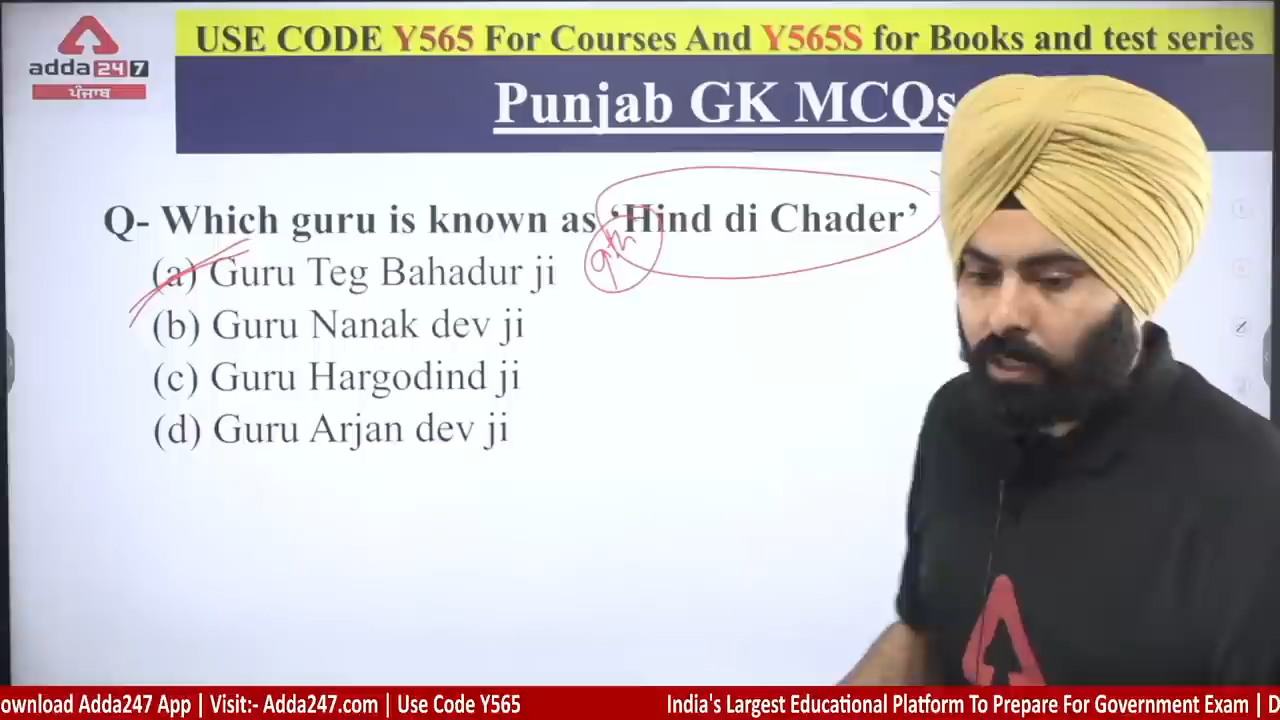 USE CODE Y565 For Courses And Y565S for Books and test series
adda 24 7
ਪੰਜਾਬ
Punjab GK MCQs
Q- Which guru is known as ‘Hind di Chader’
9th
(a) Guru Teg Bahadur ji
(b) Guru Nanak dev ji
(c) Guru Hargodind ji
(d) Guru Arjan dev ji
ownload Adda247 App | Visit:- Adda247.com | Use Code Y565 India's Largest Educational Platform To Prepare For Government Exam | D